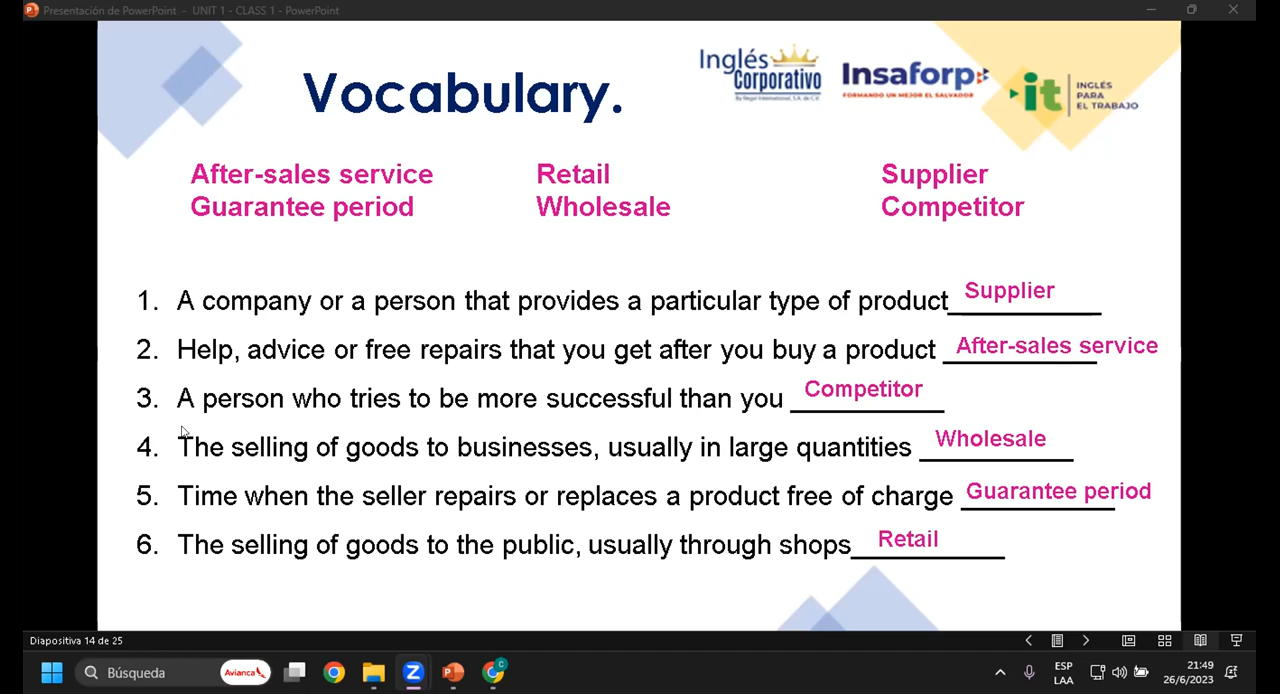 Presentación de PowerPoint - UNIT 1 - CLASS 1 - PowerPoint
Vocabulary.
Inglés
Corporativo
Insaforp
FORMANDO UN MEJOR EL SALVADOR
it
INGLÉS
PARA
EL TRABAJO
After-sales service Retail Supplier
Guarantee period Wholesale Competitor
1. A company or a person that provides a particular type of product Supplier
2. Help, advice or free repairs that you get after you buy a product After-sales service
3. A person who tries to be more successful than you Competitor
4. The selling of goods to businesses, usually in large quantities Wholesale
5. Time when the seller repairs or replaces a product free of charge Guarantee period
6. The selling of goods to the public, usually through shops Retail
Diapositiva 14 de 25
Búsqueda
Avianca
ESP
LAA
21:49
26/6/2023